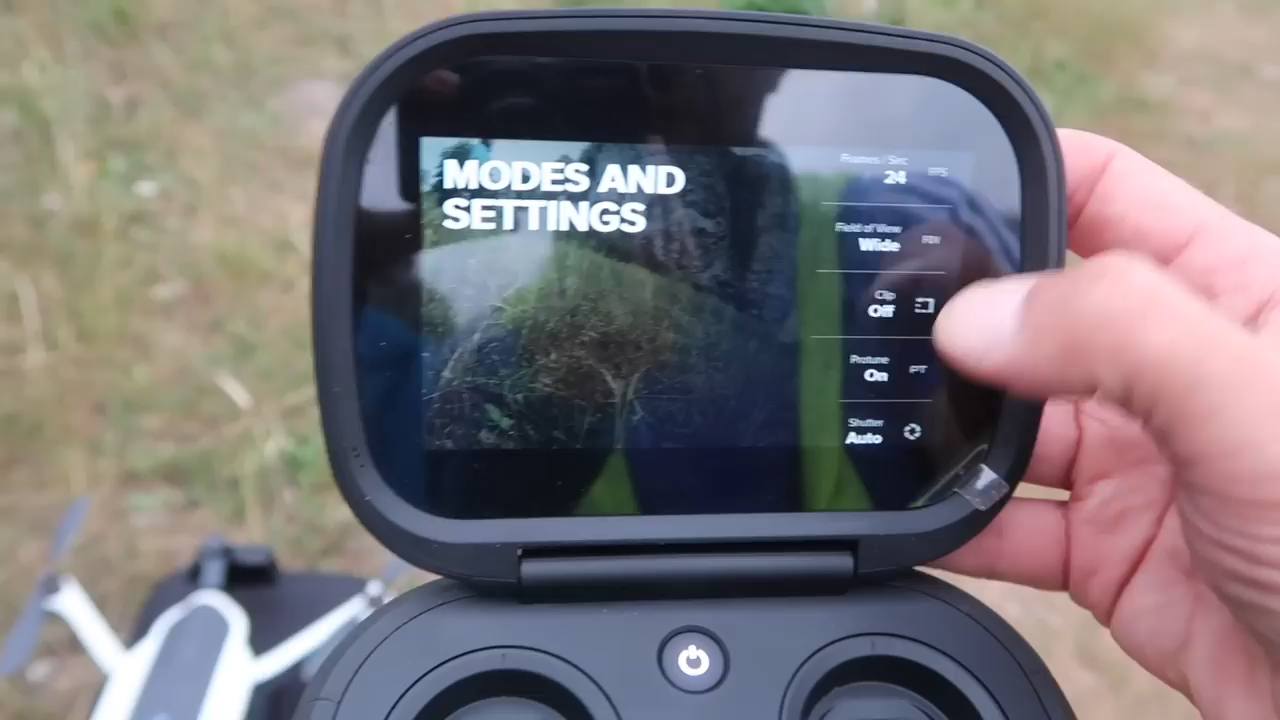 MODES AND
SETTINGS
Frames / Sec
24
FPS
Field of View
Wide
FOV
Clip
Off
Protune
On
PT
Shutter
Auto